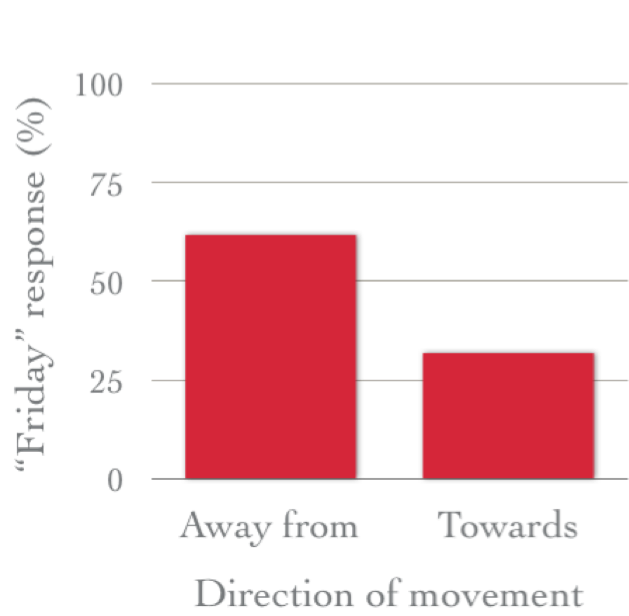 “Friday” response (%)
100
75
50
25
0
Away from
Towards
Direction of movement